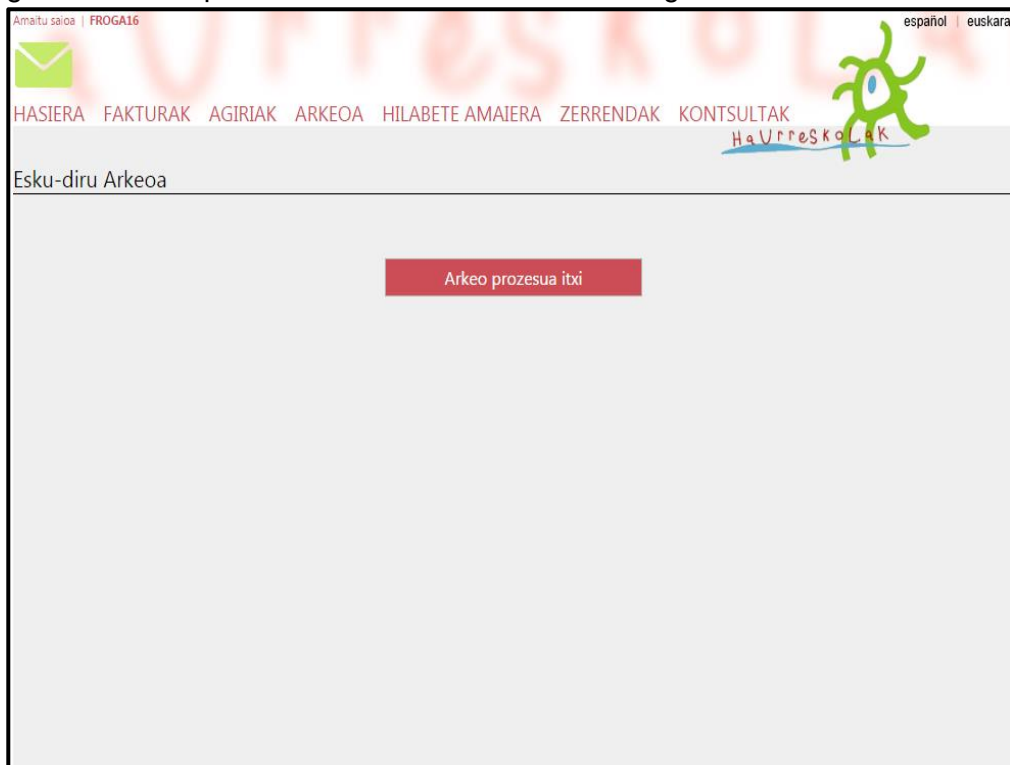 Amaitu saioa | FROGA16
español | euskara
HASIERA FAKTURAK AGIRIAK ARKEOA HILABETE AMAIERA ZERRENDAK KONTSULTAK
HaUrreskoLak
Esku-diru Arkeoa
Arkeo prozesua itxi